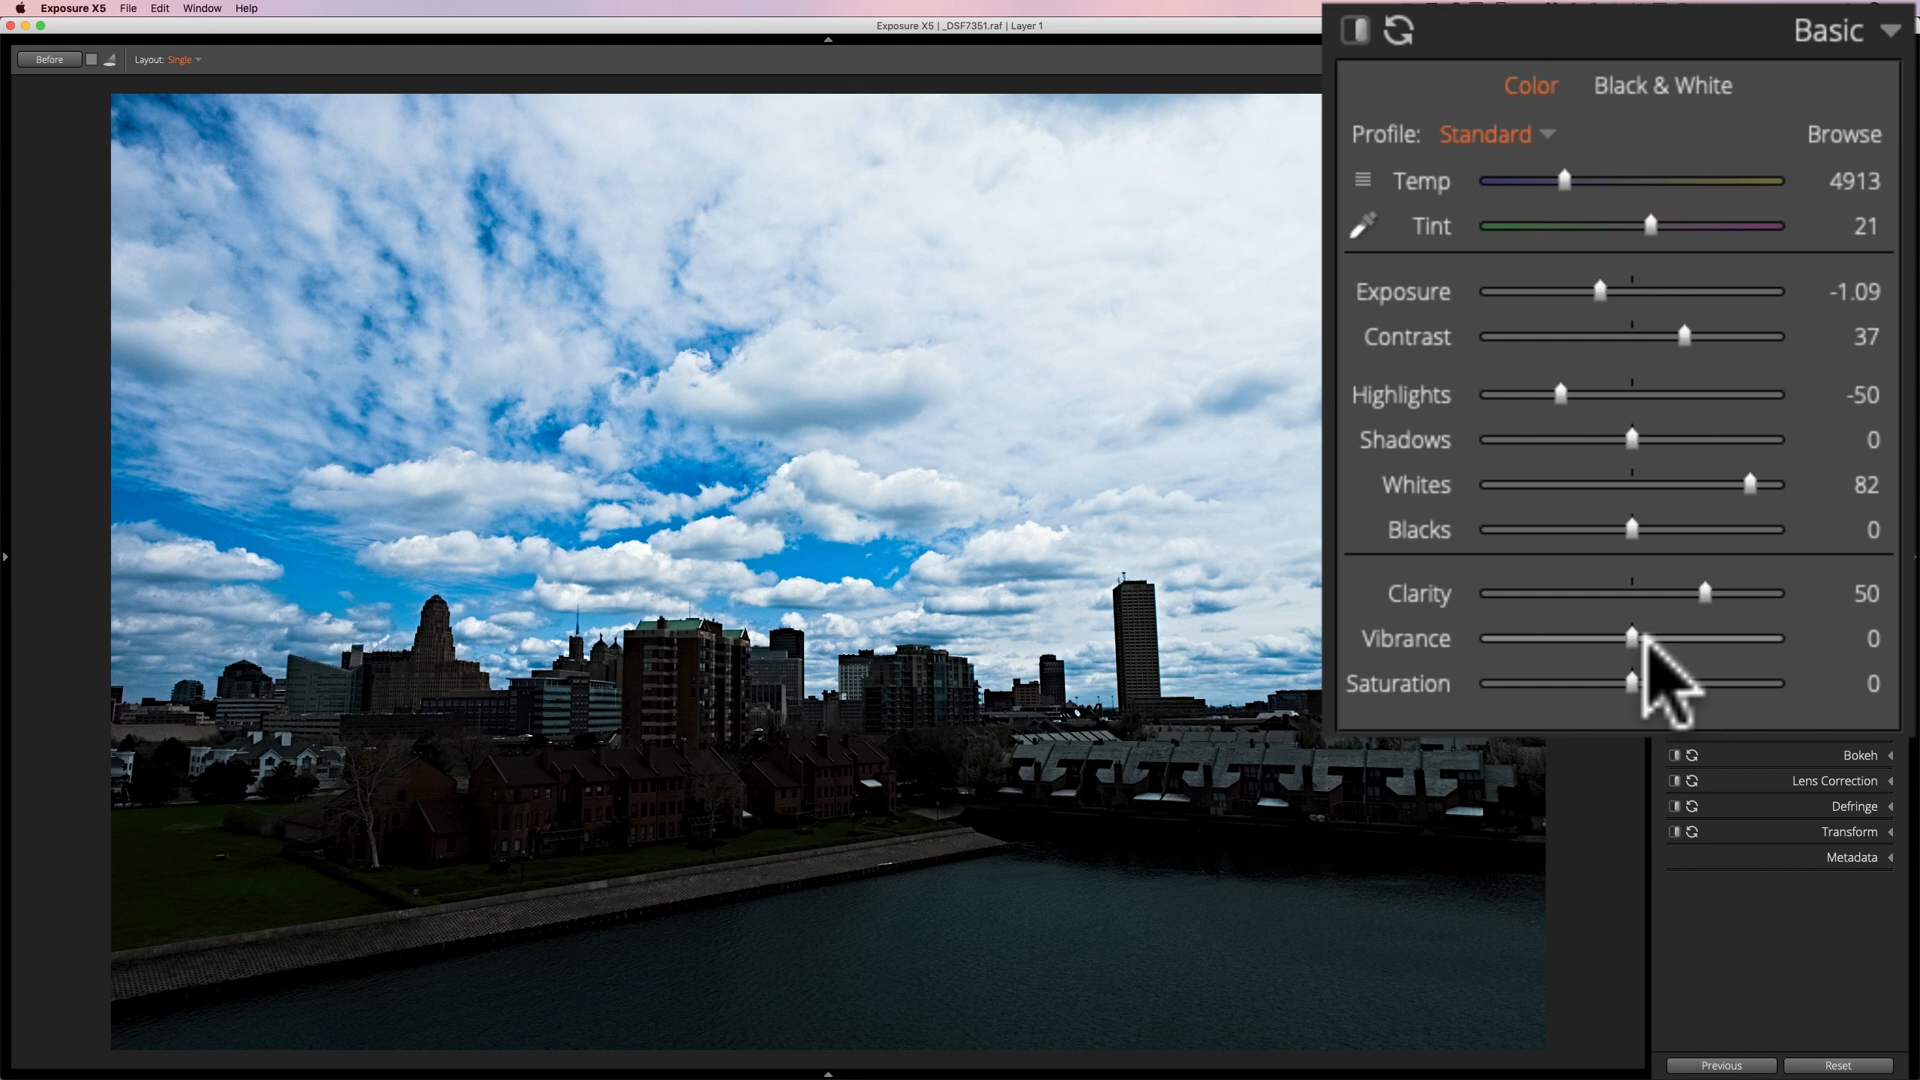 Exposure X5 File Edit Window Help
Exposure X5 | _DSF7351.raf | Layer 1
Before Layout: Single
Basic
Color Black & White
Profile: Standard Browse
Temp 4913
Tint 21
Exposure -1.09
Contrast 37
Highlights -50
Shadows 0
Whites 82
Blacks 0
Clarity 50
Vibrance 0
Saturation 0
Bokeh
Lens Correction
Defringe
Transform
Metadata
Previous Reset